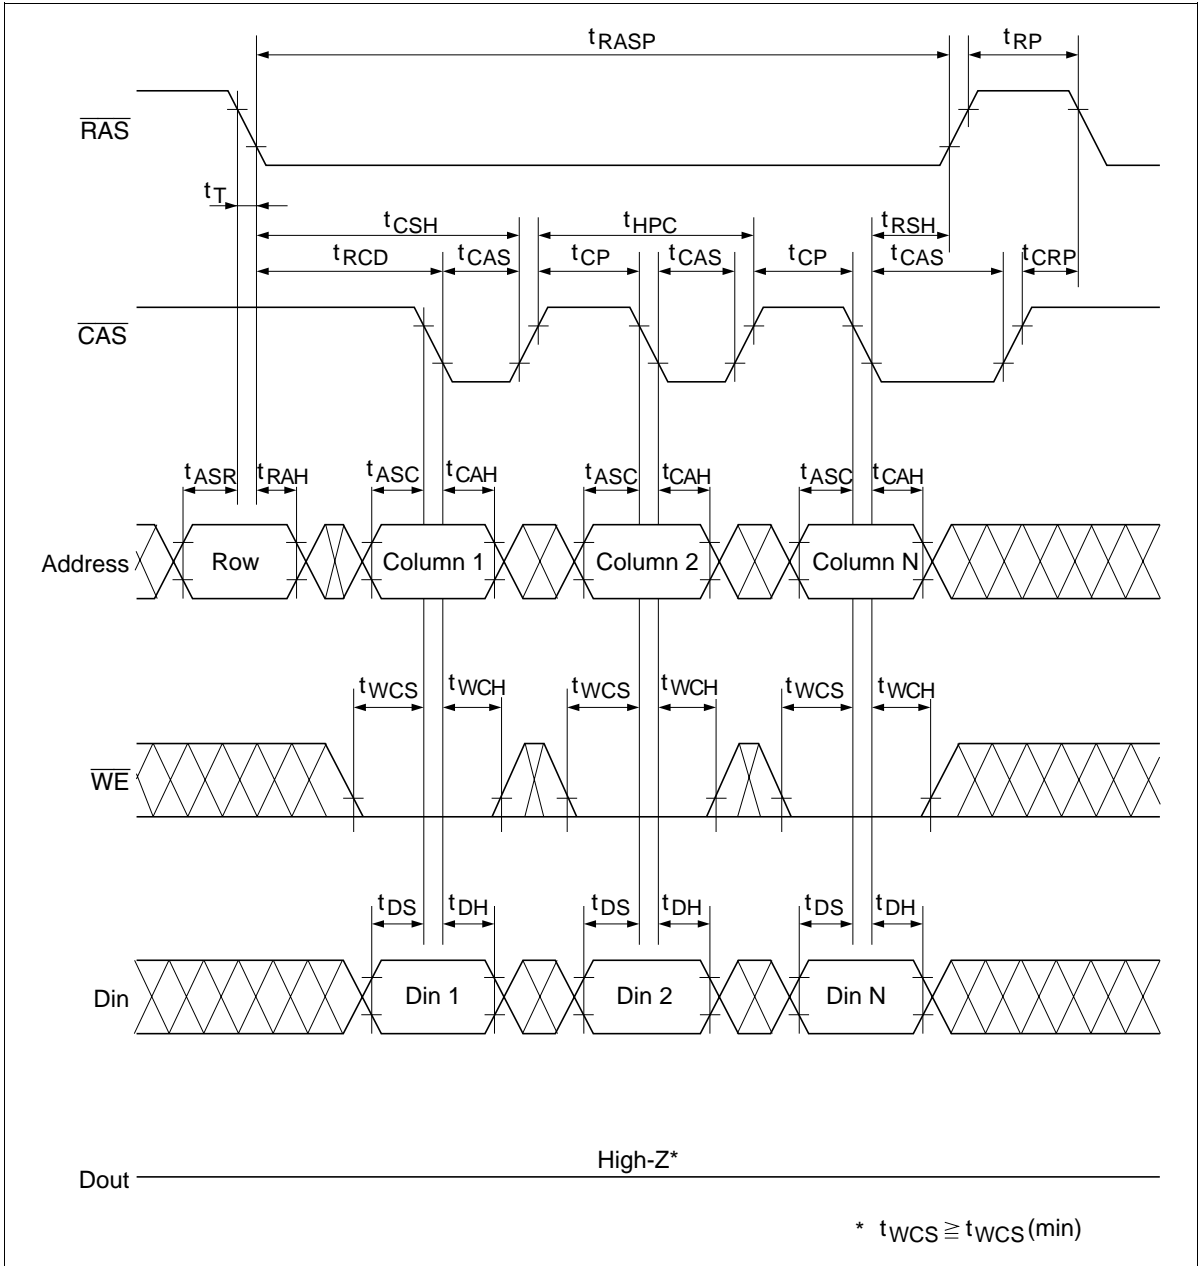 tRASP tRP
RAS
tT
tCSH tHPC tRSH
tRCD tCAS tCP tCAS tCP tCAS tCRP
CAS
tASR tRAH tASC tCAH tASC tCAH tASC tCAH
Address Row Column 1 Column 2 Column N
tWCS tWCH tWCS tWCH tWCS tWCH
WE
tDS tDH tDS tDH tDS tDH
Din Din 1 Din 2 Din N
High-Z*
Dout
* tWCS ≧ tWCS(min)